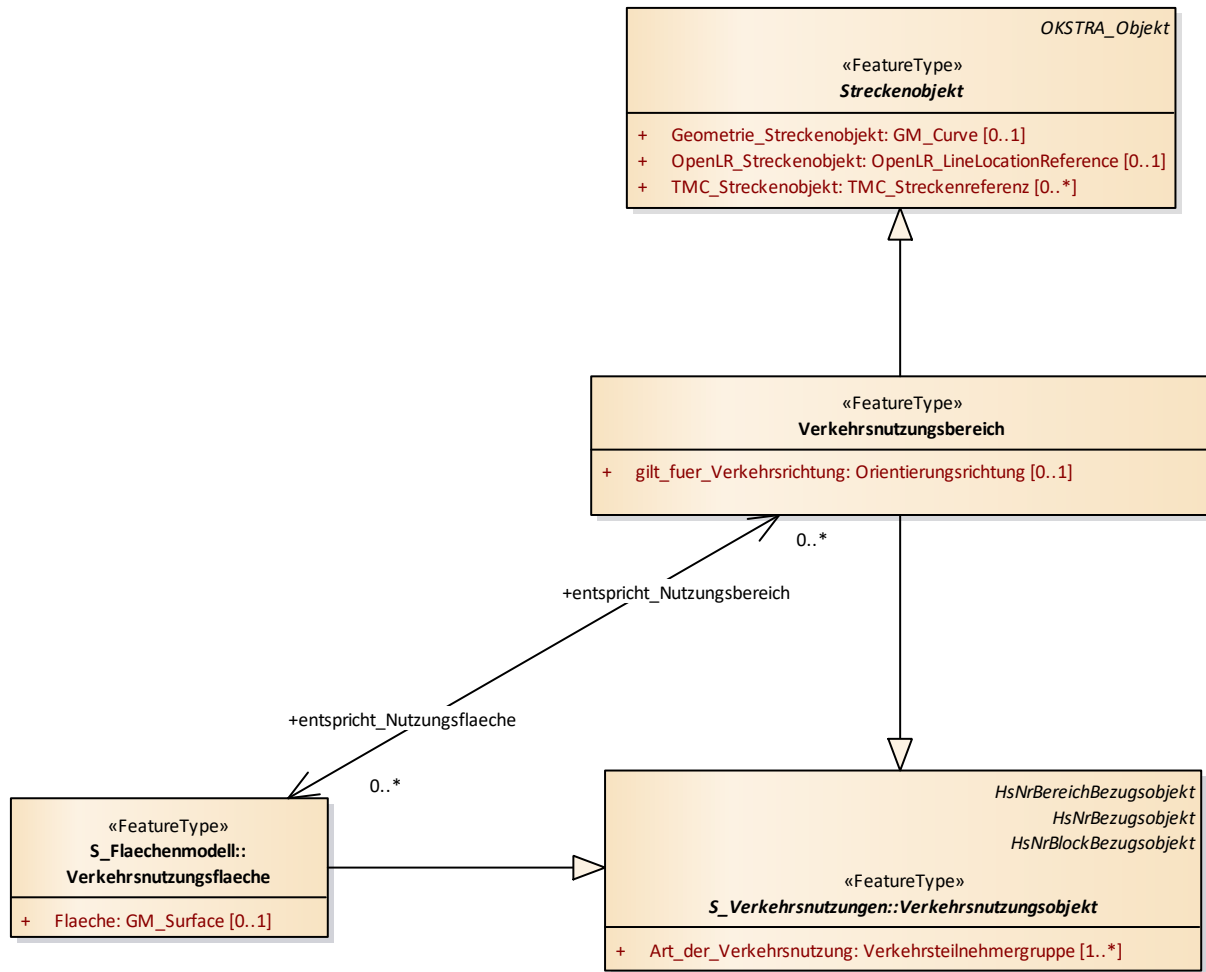 OKSTRA_Objekt
«FeatureType»
Streckenobjekt
+ Geometrie_Streckenobjekt: GM_Curve [0..1]
+ OpenLR_Streckenobjekt: OpenLR_LineLocationReference [0..1]
+ TMC_Streckenobjekt: TMC_Streckenreferenz [0..*]
«FeatureType»
Verkehrsnutzungsbereich
+ gilt_fuer_Verkehrsrichtung: Orientierungsrichtung [0..1]
0..*
+entspricht_Nutzungsbereich
+entspricht_Nutzungsflaeche
0..*
«FeatureType»
S_Flaechenmodell::
Verkehrsnutzungsflaeche
+ Flaeche: GM_Surface [0..1]
HsNrBereichBezugsobjekt
HsNrBezugsobjekt
HsNrBlockBezugsobjekt
«FeatureType»
S_Verkehrsnutzungen::Verkehrsnutzungsobjekt
+ Art_der_Verkehrsnutzung: Verkehrsteilnehmergruppe [1..*]